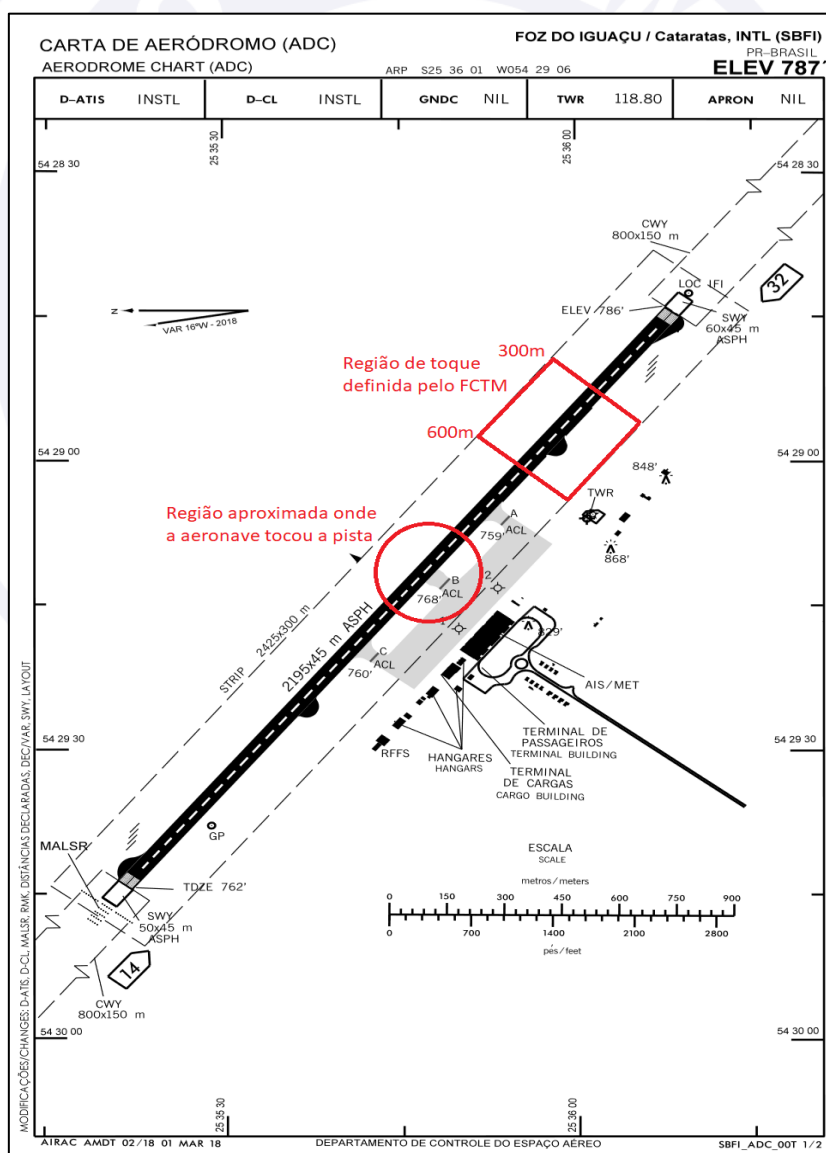 CARTA DE AERÓDROMO (ADC)
AERODROME CHART (ADC)
ARP S25 36 01 W054 29 06
FOZ DO IGUAÇU / Cataratas, INTL (SBFI)
PR–BRASIL
ELEV 787'
D–ATIS INSTL
D–CL INSTL
GNDC NIL
TWR 118.80
APRON NIL
25 35 30
25 36 00
54 28 30
54 28 30
CWY
800x150 m
32
LOC IFI
ELEV 786'
SWY
60x45 m
ASPH
N
VAR 16ºW - 2018
300m
Região de toque
definida pelo FCTM
600m
54 29 00
54 29 00
848'
TWR
868'
Região aproximada onde
a aeronave tocou a pista
A
ACL
759'
B
ACL
768'
2
1
829'
C
ACL
760'
STRIP 2425x300 m
2195x45 m ASPH
AIS/MET
TERMINAL DE
PASSAGEIROS
TERMINAL BUILDING
TERMINAL
DE CARGAS
CARGO BUILDING
HANGARES
HANGARS
RFFS
54 29 30
54 29 30
GP
MALSR
TDZE 762'
SWY
50x45 m
ASPH
14
CWY
800x150 m
ESCALA
SCALE
metros/meters
0 150 300 450 600 750 900
0 700 1400 2100 2800
pés/feet
54 30 00
54 30 00
25 35 30
25 36 00
MODIFICAÇÕES/CHANGES: D-ATIS, D-CL, MALSR, RMK, DISTÂNCIAS DECLARADAS, DEC/VAR, SWY, LAYOUT
AIRAC AMDT 02/18 01 MAR 18
DEPARTAMENTO DE CONTROLE DO ESPAÇO AÉREO
SBFI_ADC_00T 1/2